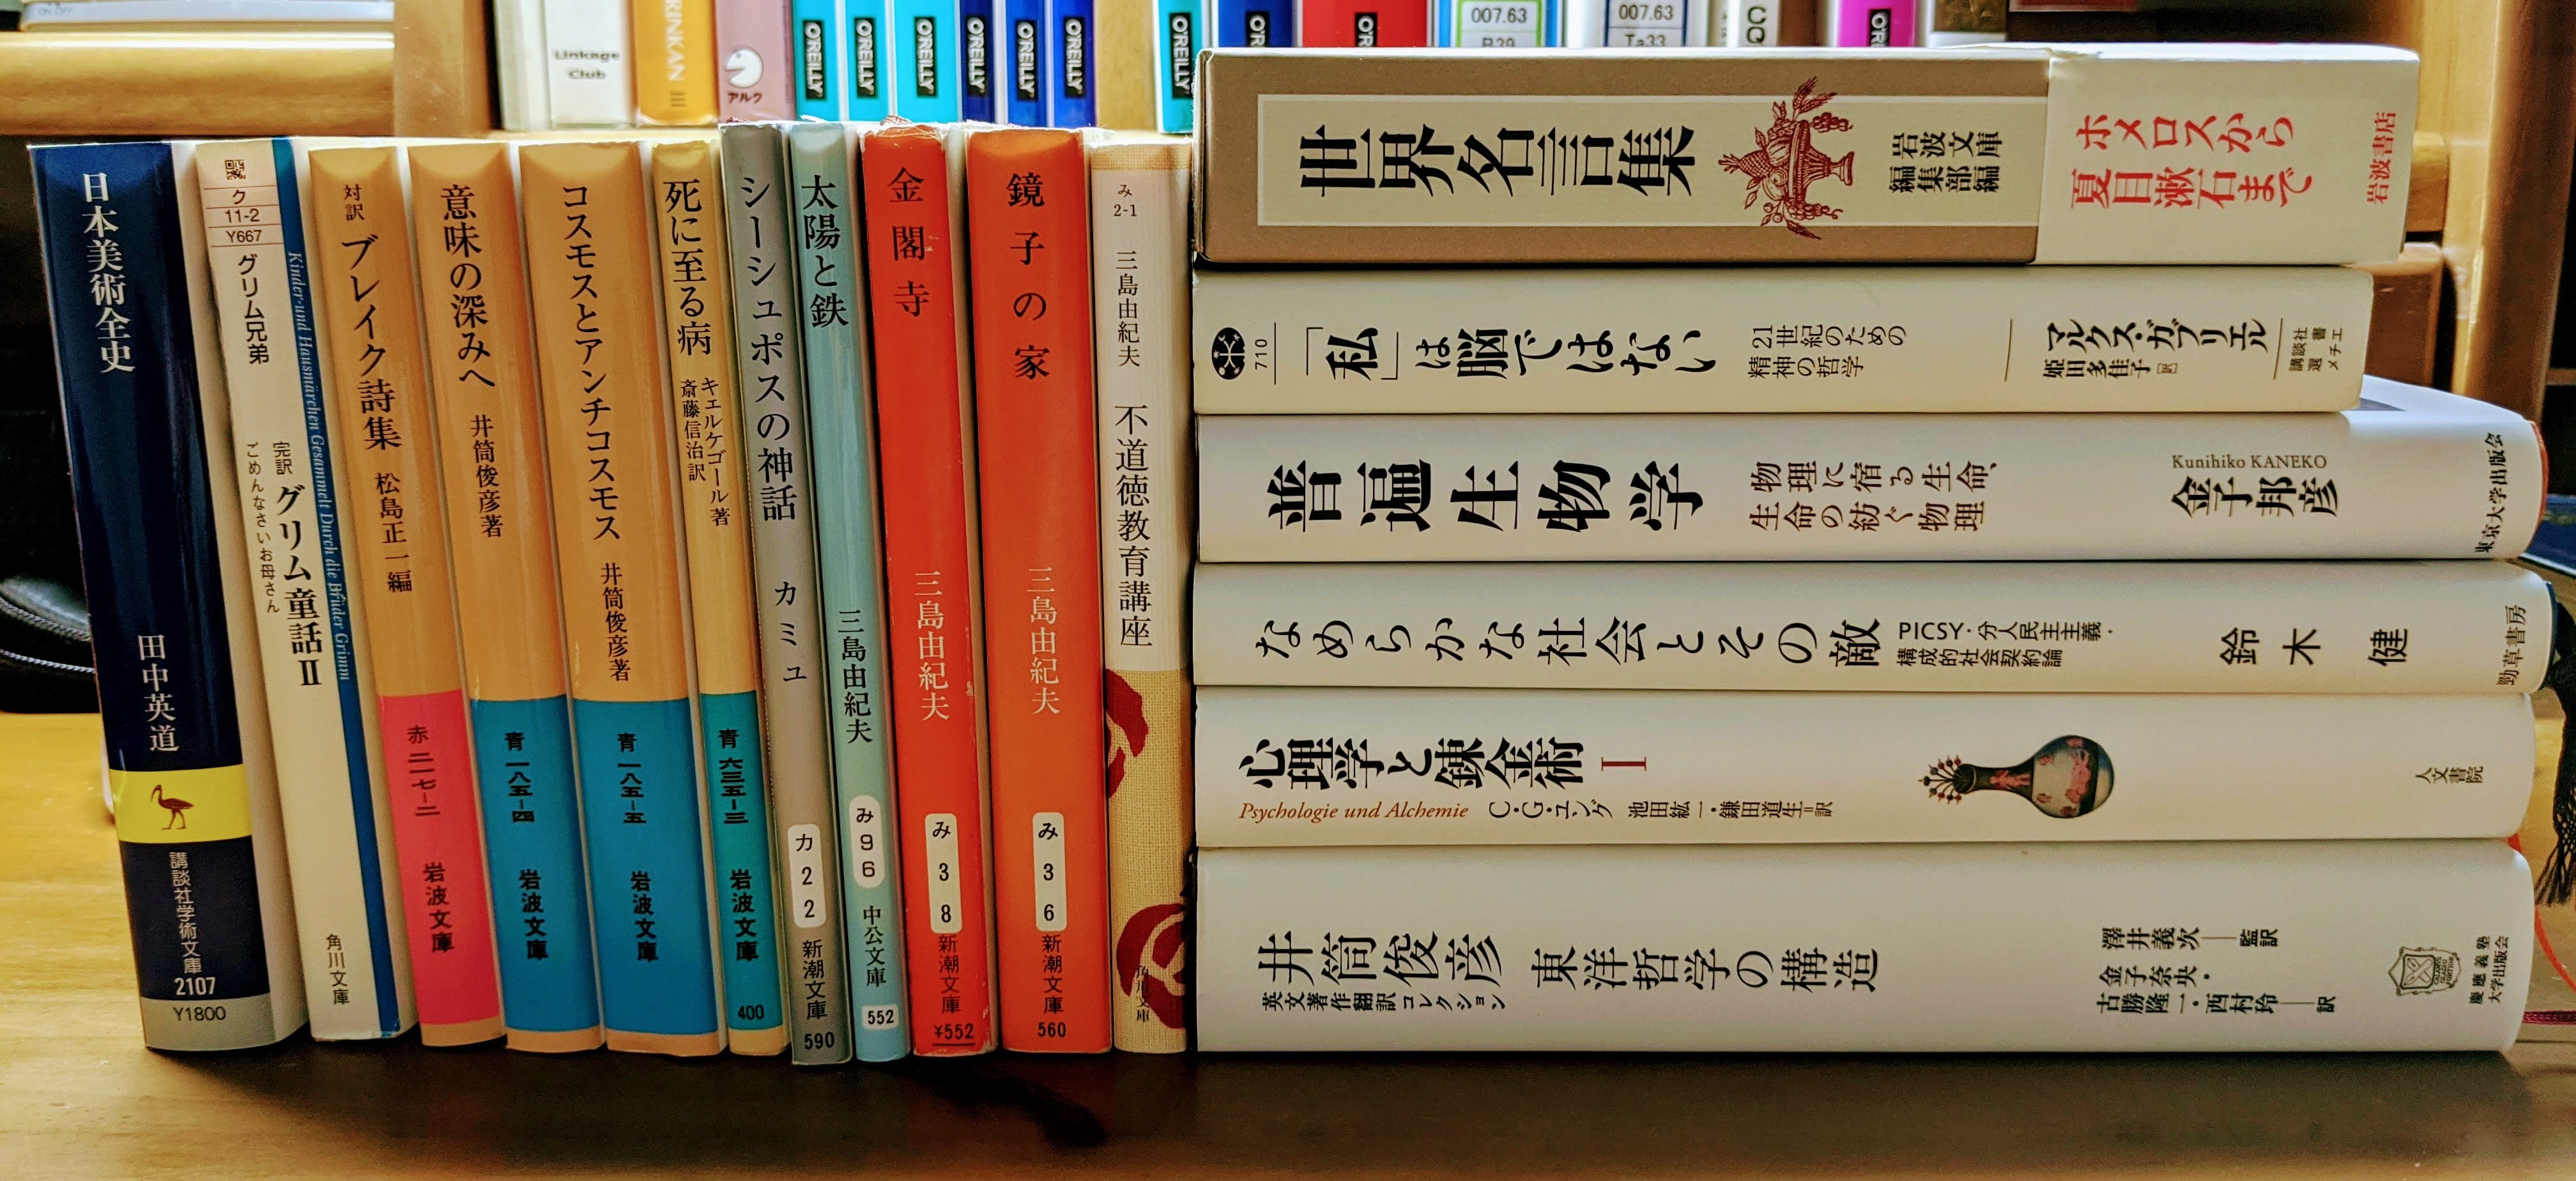 Linkage
Club
RINKAN III
アルク
O'REILLY
O'REILLY
O'REILLY
O'REILLY
O'REILLY
O'REILLY
O'REILLY
O'REILLY
O'REILLY
007.63
007.63
Ta33
CQ
日本美術全史
田中英道
講談社学術文庫
2107
Y1800
ク
11-2
Y667
グリム兄弟
完訳 グリム童話 II
ごめんなさいお母さん
Kinder-und Hausmärchen Gesammelt Durch die Brüder Grimm
角川文庫
対訳 ブレイク詩集 松島正一編
赤二一七-二
岩波文庫
意味の深みへ 井筒俊彦著
青一八五-四
岩波文庫
コスモスとアンチコスモス 井筒俊彦著
青一八五-五
岩波文庫
死に至る病 キェルケゴール著
斎藤信治訳
青六三五-三
岩波文庫
400
シーシュポスの神話 カミュ
カ
2
2
新潮文庫
590
太陽と鉄 三島由紀夫
み
9
6
中公文庫
552
金閣寺 三島由紀夫
み
3
8
新潮文庫
¥552
鏡子の家 三島由紀夫
み
3
6
新潮文庫
560
み
2-1
三島由紀夫 不道徳教育講座
世界名言集
岩波文庫
編集部編
ホメロスから
夏目漱石まで
岩波書店
710
「私」は脳ではない
21世紀のための
精神の哲学
マルクス・ガブリエル
姫田多佳子 訳
講談社
選書
メチエ
普遍生物学
物理に宿る生命、
生命の紡ぐ物理
Kunihiko KANEKO
金子邦彦
東京大学出版会
なめらかな社会とその敵
PICSY・分人民主主義・
構成的社会契約論
鈴木 健
勁草書房
心理学と錬金術 I
Psychologie und Alchemie C・G・ユング 池田紘一・鎌田道生=訳
人文書院
井筒俊彦
英文著作翻訳コレクション
東洋哲学の構造
澤井義次——監訳
金子奈央・
古勝隆一・西村玲——訳
慶應義塾
大学出版会